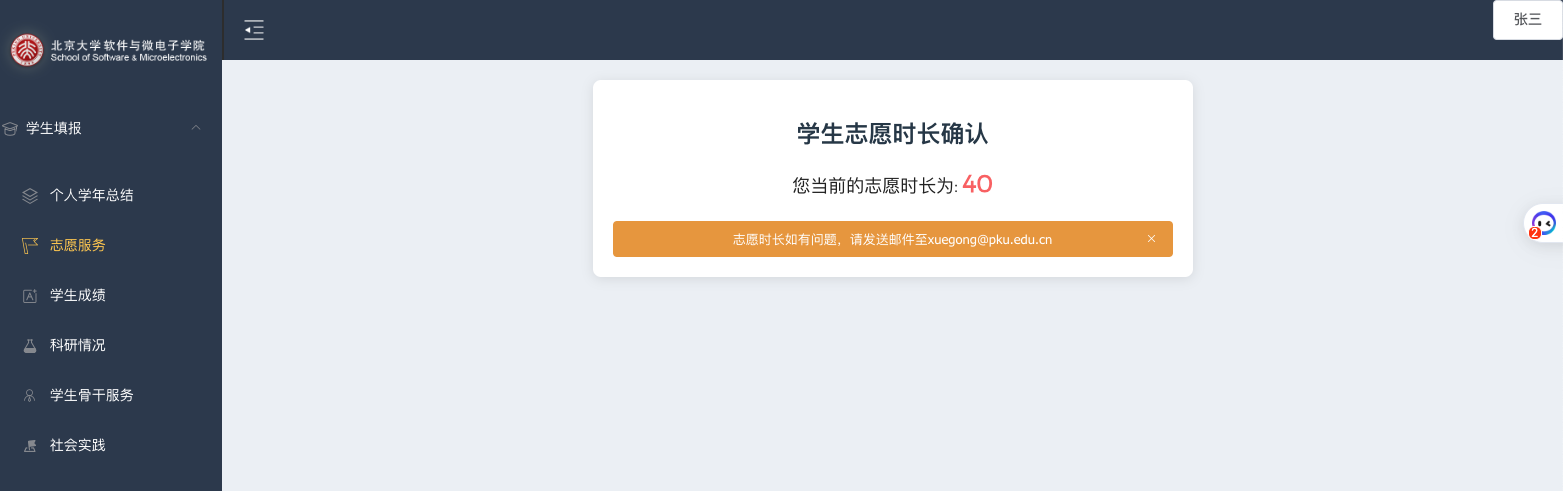 北京大学软件与微电子学院
School of Software & Microelectronics
张三
学生填报
个人学年总结
志愿服务
学生成绩
科研情况
学生骨干服务
社会实践
学生志愿时长确认
您当前的志愿时长为: 40
志愿时长如有问题，请发送邮件至xuegong@pku.edu.cn
2